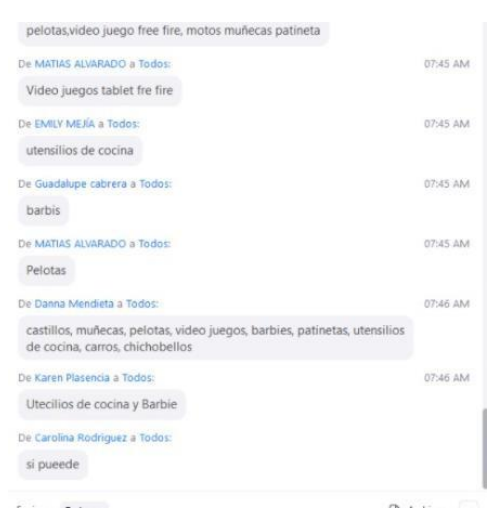 pelotas,video juego free fire, motos muñecas patineta
De MATIAS ALVARADO a Todos: 07:45 AM
Video juegos tablet fre fire
De EMILY MEJÍA a Todos: 07:45 AM
utensilios de cocina
De Guadalupe cabrera a Todos: 07:45 AM
barbis
De MATIAS ALVARADO a Todos: 07:45 AM
Pelotas
De Danna Mendieta a Todos: 07:46 AM
castillos, muñecas, pelotas, video juegos, barbies, patinetas, utensilios
de cocina, carros, chichobellos
De Karen Plasencia a Todos: 07:46 AM
Utecilios de cocina y Barbie
De Carolina Rodriguez a Todos:
si pueede